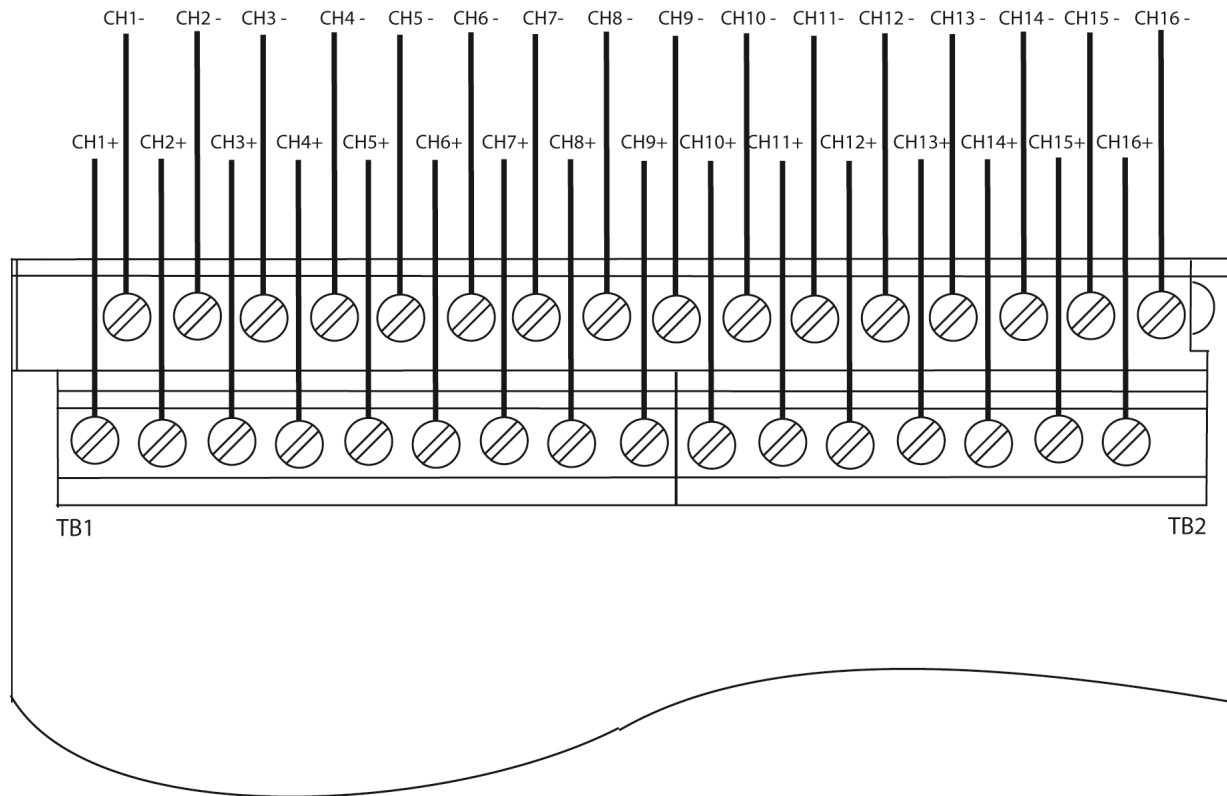 CH1- CH2 - CH3 - CH4 - CH5 - CH6 - CH7- CH8 - CH9 - CH10 - CH11- CH12 - CH13 - CH14 - CH15 - CH16 -
CH1+ CH2+ CH3+ CH4+ CH5+ CH6+ CH7+ CH8+ CH9+ CH10+ CH11+ CH12+ CH13+ CH14+ CH15+ CH16+
TB1 TB2